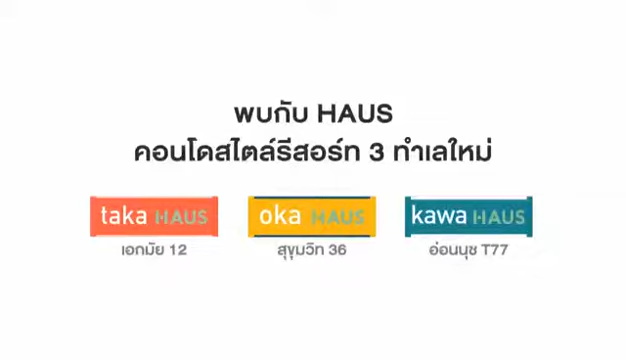 พบกับ HAUS
คอนโดสไตล์รีสอร์ท 3 ทำเลใหม่
taka HAUS
oka HAUS
kawa HAUS
เอกมัย 12
สุขุมวิท 36
อ่อนนุช T77